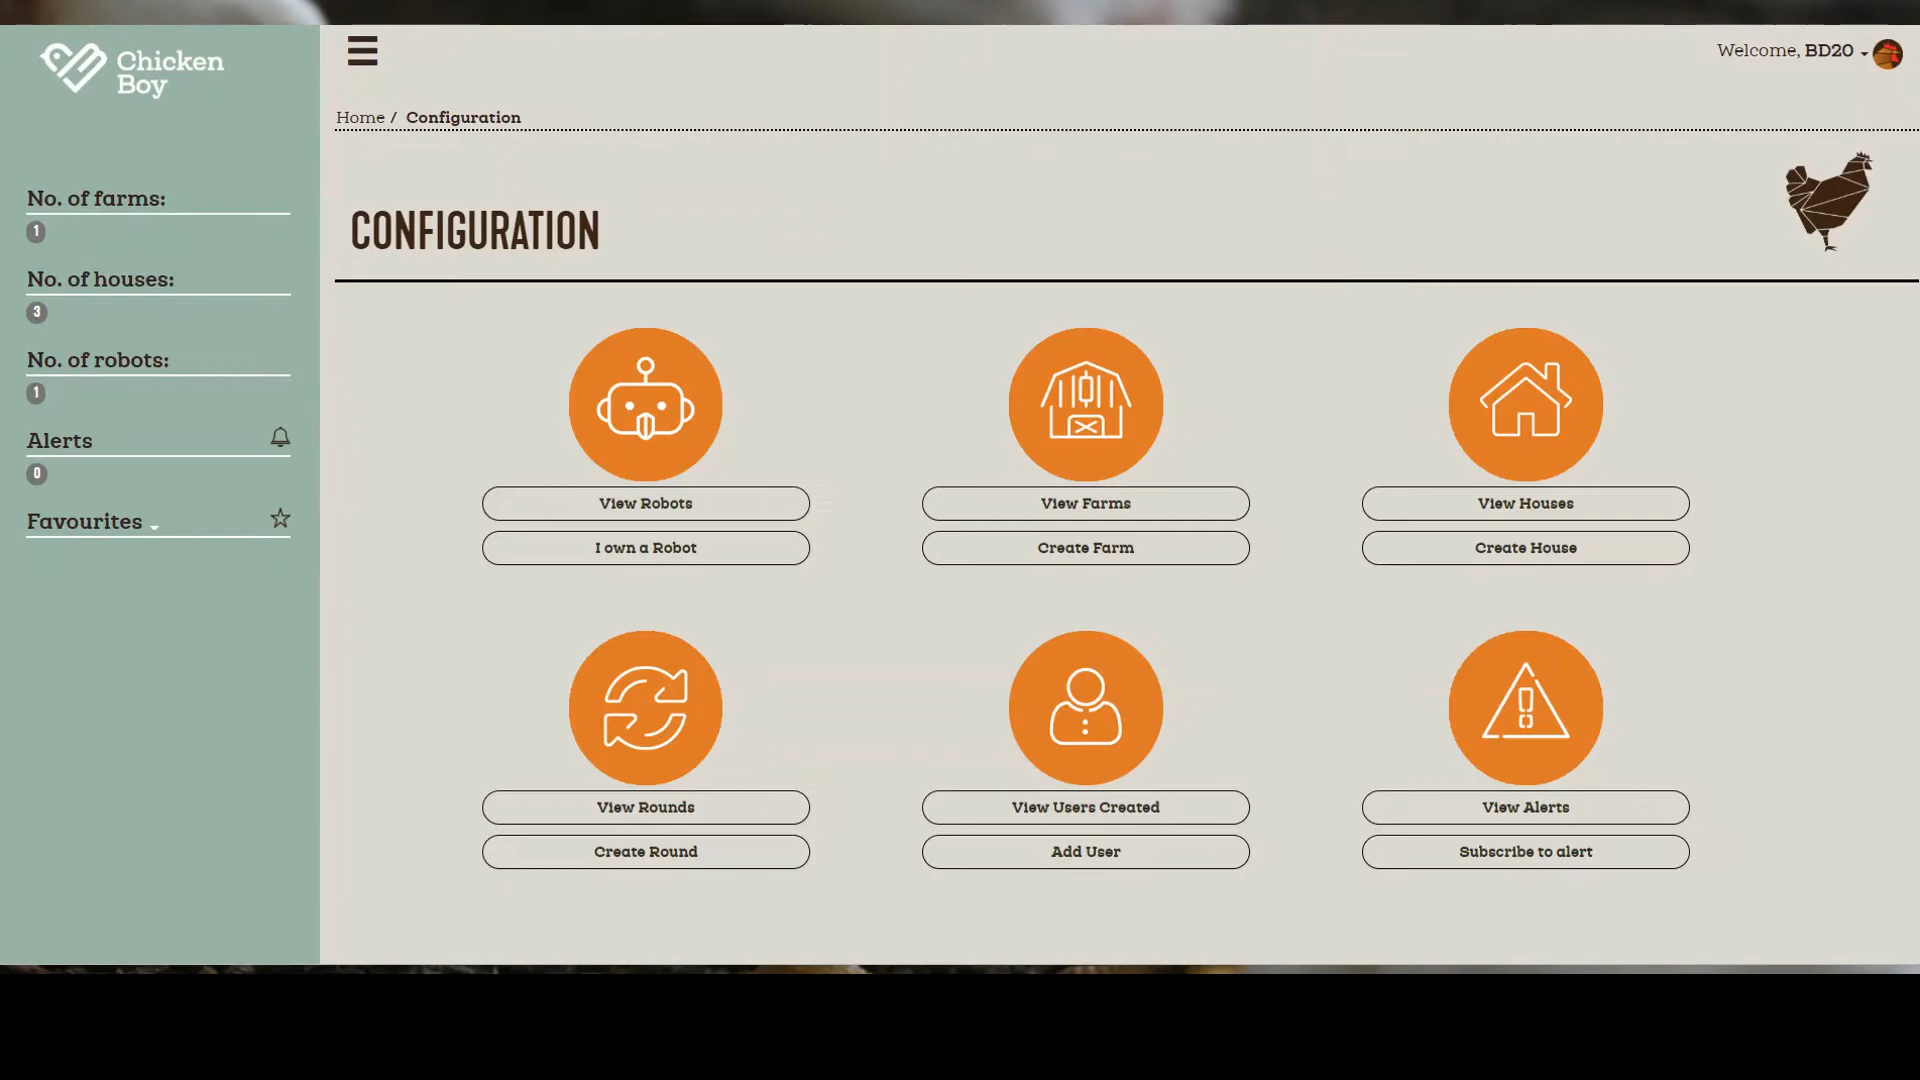 Chicken
Boy
Welcome, BD20
Home / Configuration
No. of farms:
1
CONFIGURATION
No. of houses:
3
No. of robots:
1
Alerts
0
Favourites
View Robots
View Farms
View Houses
I own a Robot
Create Farm
Create House
View Rounds
View Users Created
View Alerts
Create Round
Add User
Subscribe to alert